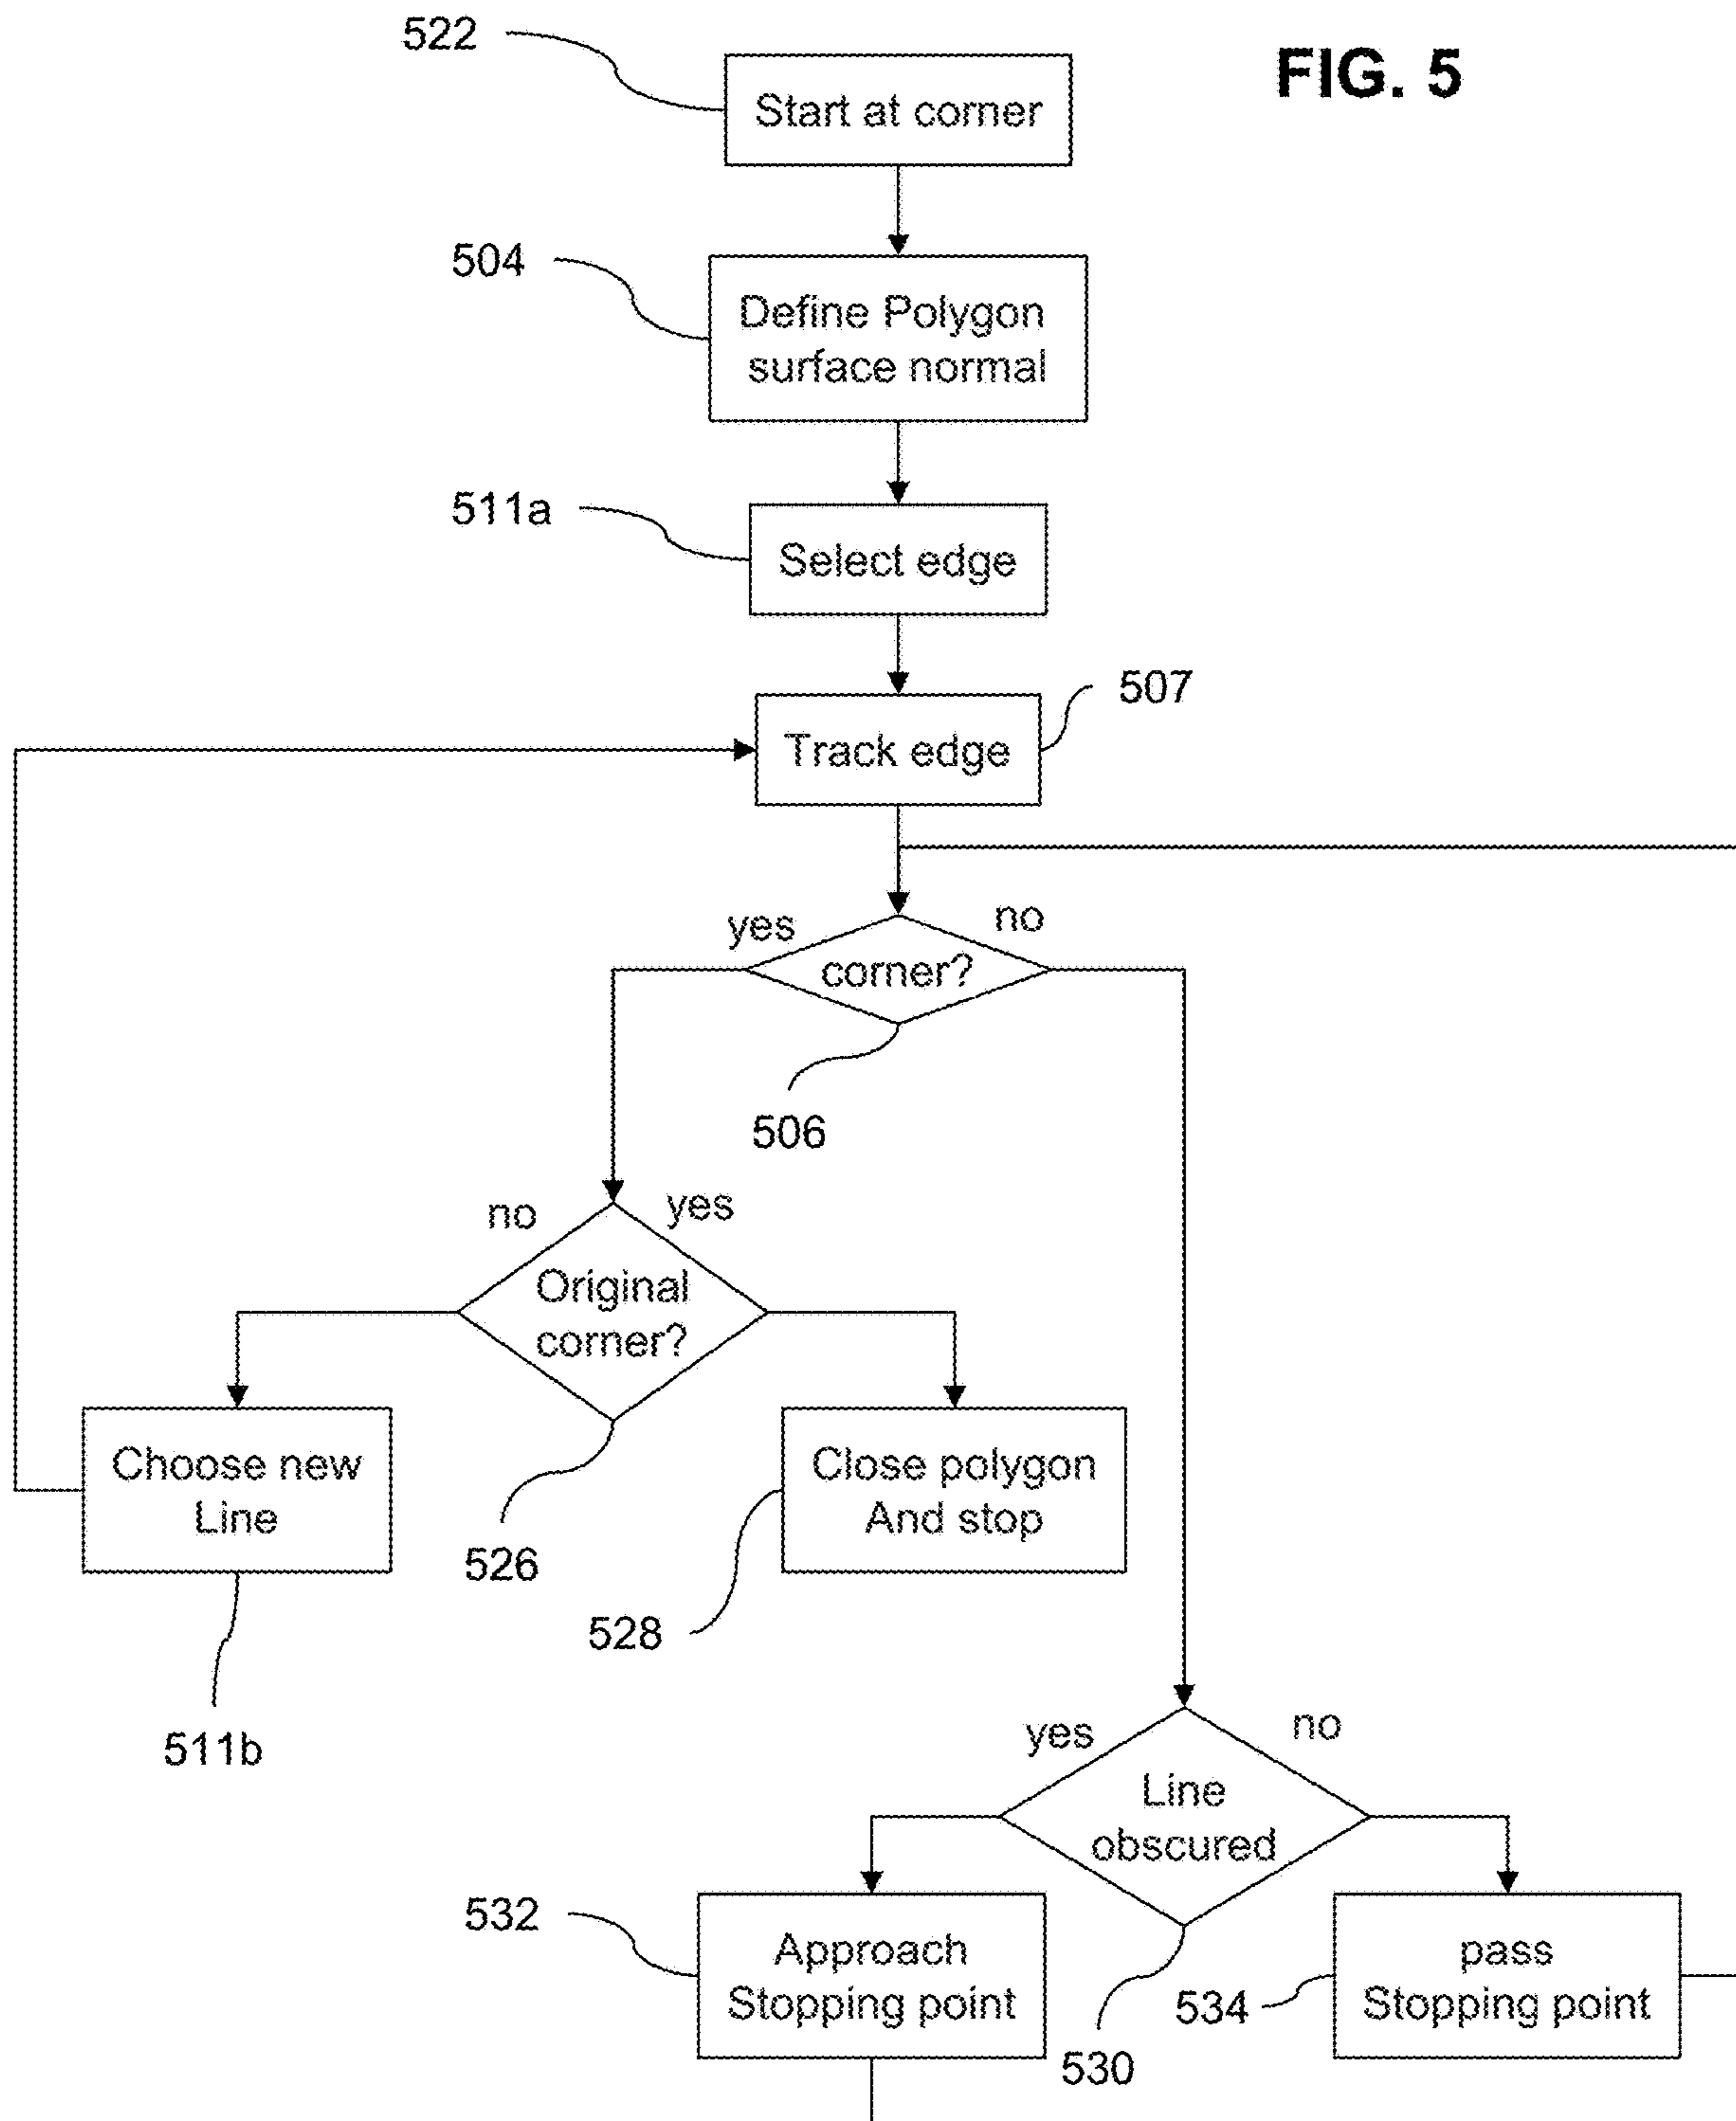 FIG. 5
522
Start at corner
504
Define Polygon
surface normal
511a
Select edge
507
Track edge
yes
no
corner?
506
no
yes
Original
corner?
Choose new
Line
526
Close polygon
And stop
528
511b
yes
no
Line
obscured
532
Approach
Stopping point
530
534
pass
Stopping point